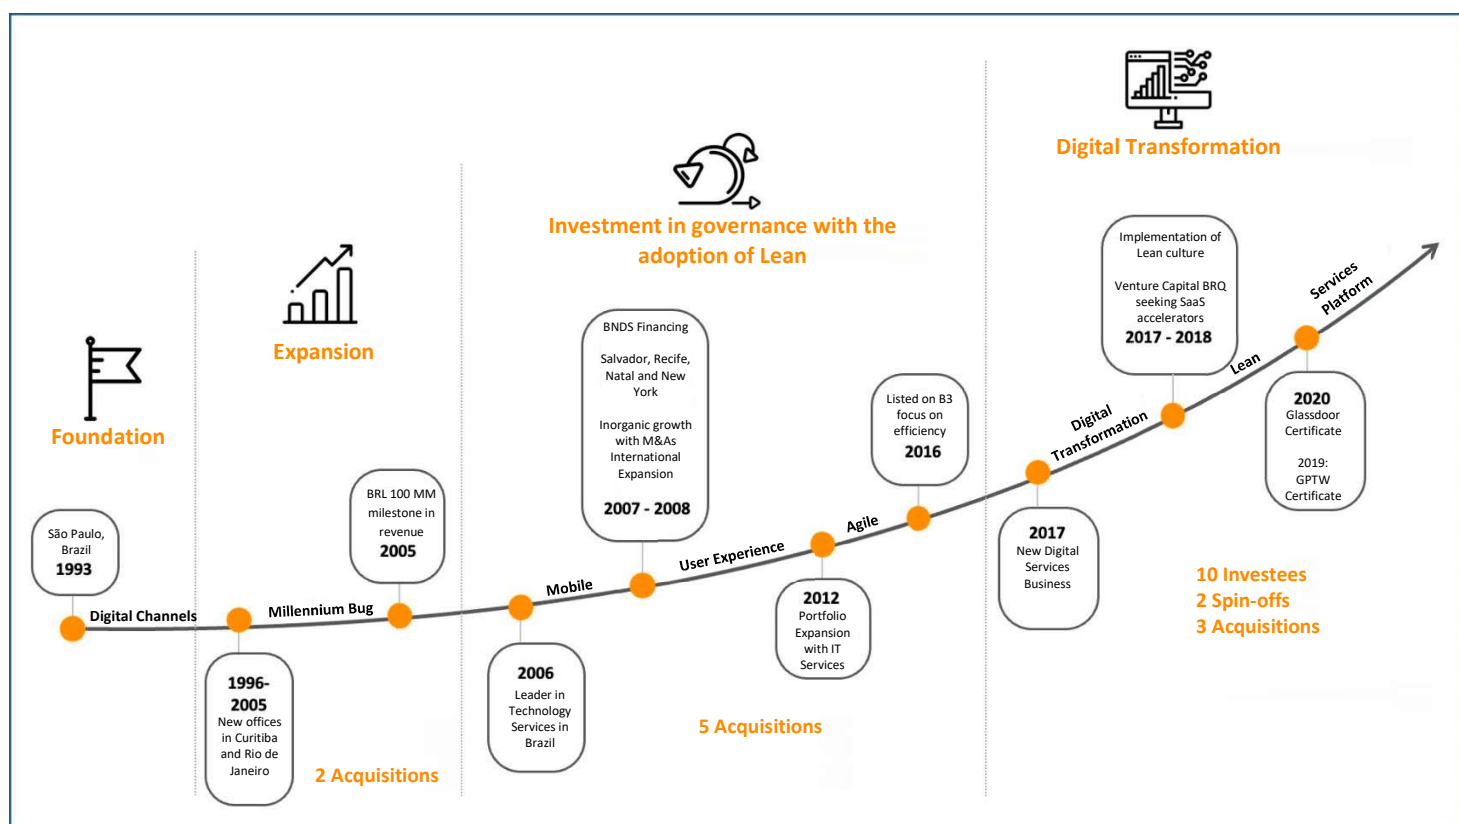 Foundation
São Paulo,
Brazil
1993
Digital Channels
Expansion
1996-
2005
New offices
in Curitiba
and Rio de
Janeiro
Millennium Bug
BRL 100 MM
milestone in
revenue
2005
2 Acquisitions
Investment in governance with the
adoption of Lean
2006
Leader in
Technology
Services in
Brazil
Mobile
BNDS Financing
Salvador, Recife,
Natal and New
York
Inorganic growth
with M&As
International
Expansion
2007 - 2008
User Experience
2012
Portfolio
Expansion
with IT
Services
Agile
Listed on B3
focus on
efficiency
2016
5 Acquisitions
Digital Transformation
2017
New Digital
Services
Business
Digital
Transformation
Implementation of
Lean culture
Venture Capital BRQ
seeking SaaS
accelerators
2017 - 2018
Lean
2020
Glassdoor
Certificate
2019:
GPTW
Certificate
Services
Platform
10 Investees
2 Spin-offs
3 Acquisitions